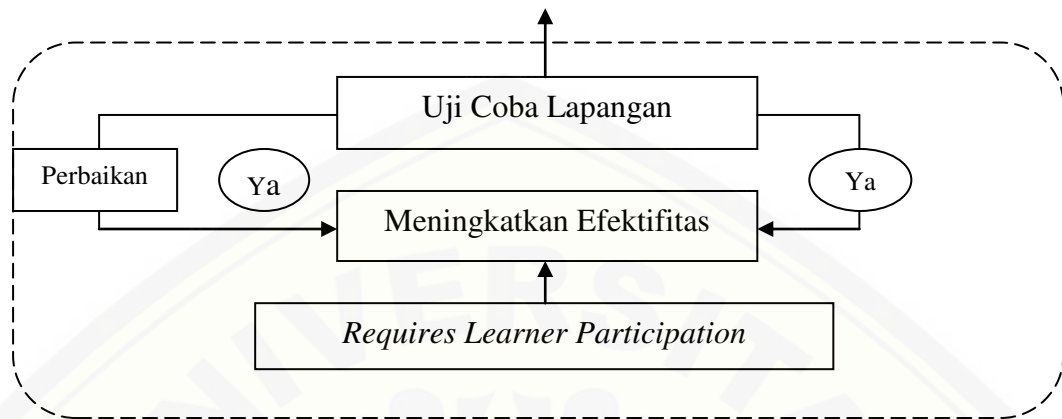 Uji Coba Lapangan
Perbaikan
Ya
Ya
Meningkatkan Efektifitas
Requires Learner Participation